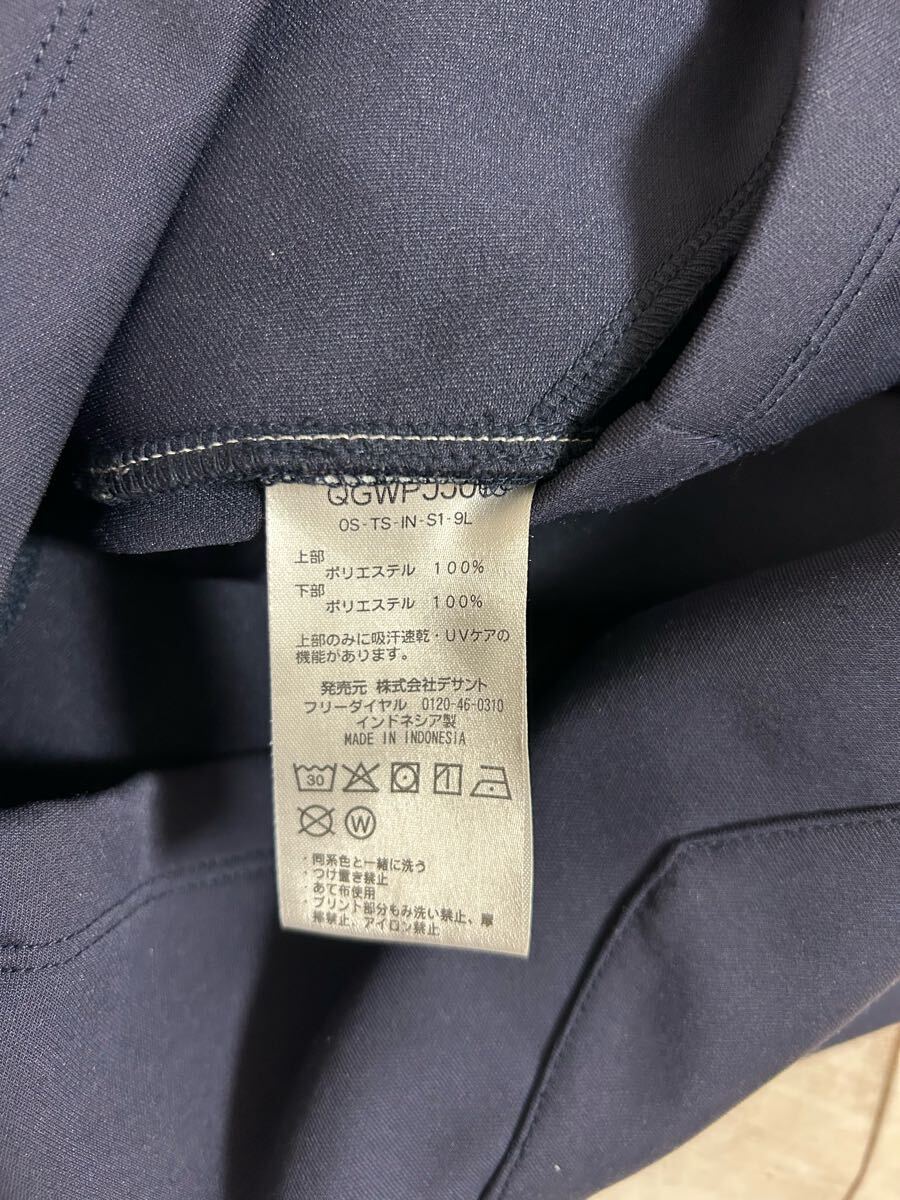 OS-TS-IN-S1-9L
上部
ポリエステル 100%
下部
ポリエステル 100%
上部のみに吸汗速乾・UVケアの
機能があります。
発売元 株式会社デサント
フリーダイヤル 0120-46-0310
インドネシア製
MADE IN INDONESIA
30
W
・同系色と一緒に洗う
・つけ置き禁止
・あて布使用
・プリント部分もみ洗い禁止、摩
擦禁止、アイロン禁止